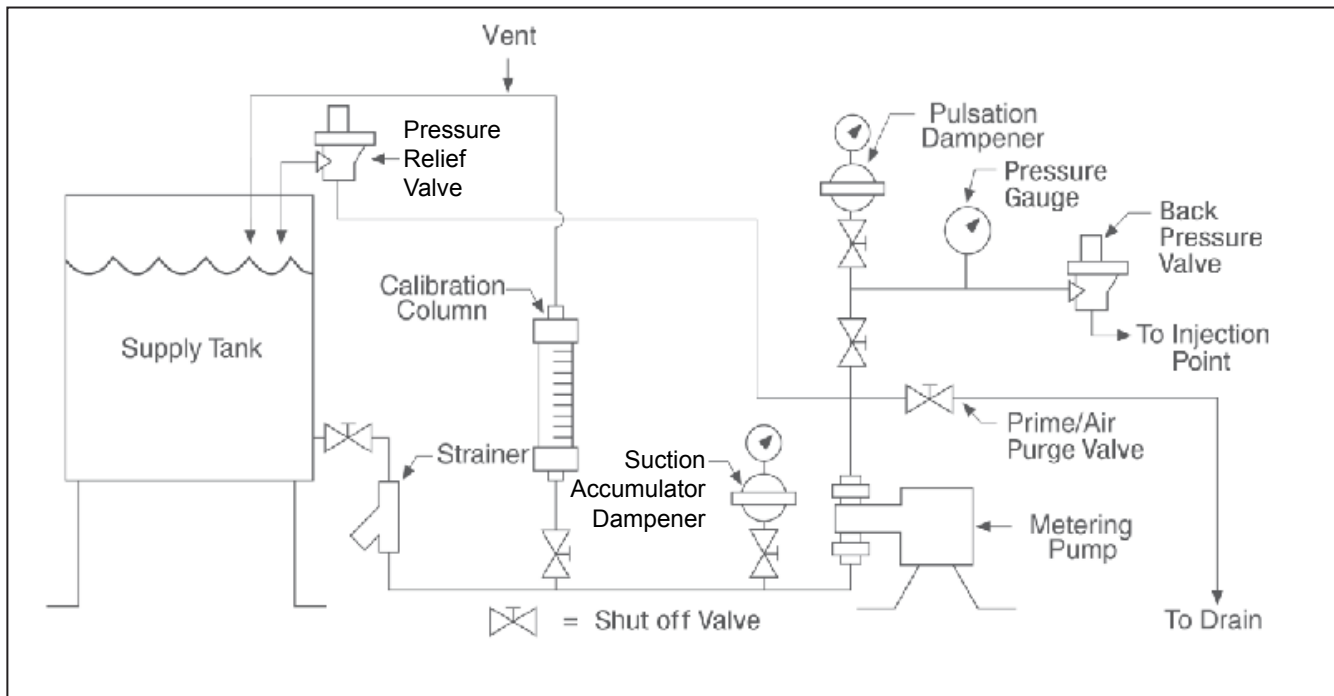 Vent
Pressure
Relief
Valve
Pulsation
Dampener
Pressure
Gauge
Back
Pressure
Valve
Calibration
Column
Supply Tank
To Injection
Point
Strainer
Suction
Accumulator
Dampener
Prime/Air
Purge Valve
Metering
Pump
= Shut off Valve
To Drain